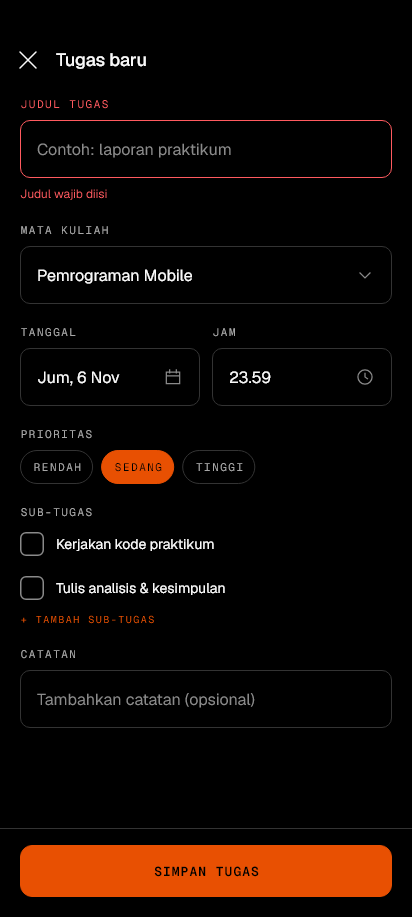 Tugas baru
JUDUL TUGAS
Contoh: laporan praktikum
Judul wajib diisi
MATA KULIAH
Pemrograman Mobile
TANGGAL JAM
Jum, 6 Nov 23.59
PRIORITAS
RENDAH SEDANG TINGGI
SUB-TUGAS
Kerjakan kode praktikum
Tulis analisis & kesimpulan
+ TAMBAH SUB-TUGAS
CATATAN
Tambahkan catatan (opsional)
SIMPAN TUGAS